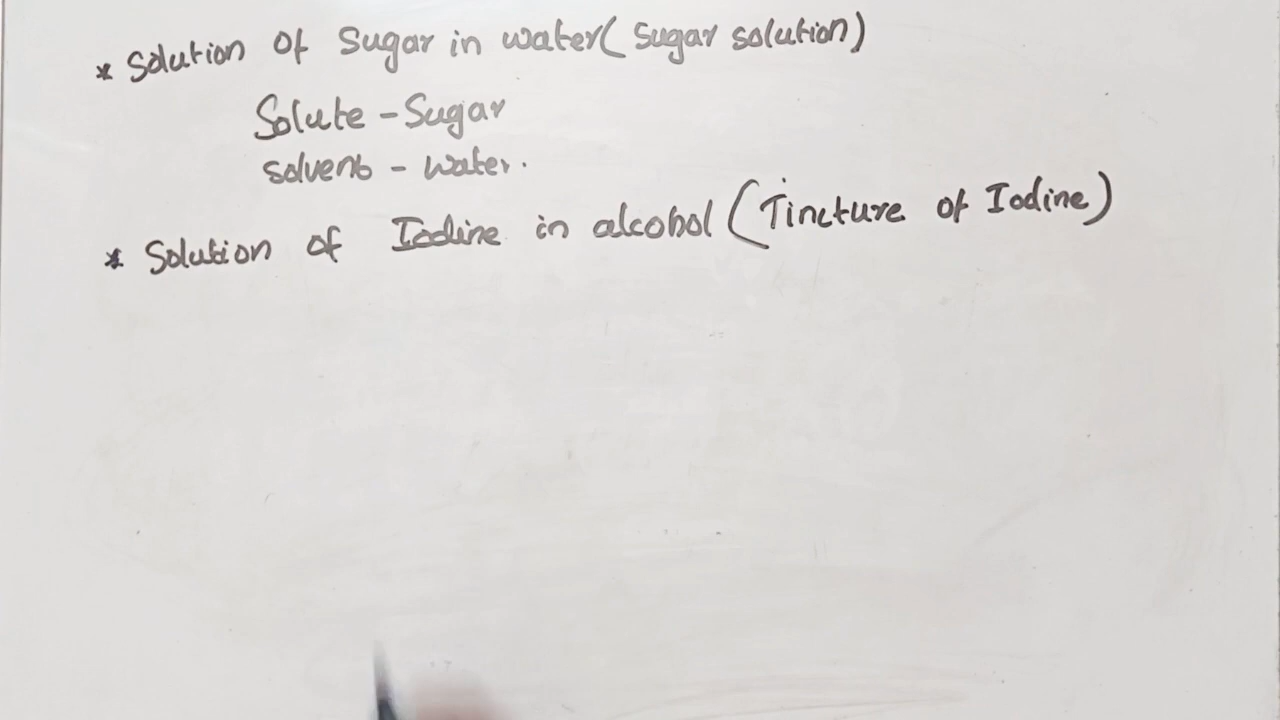 * Solution of Sugar in water( Sugar solution)
Solute - Sugar
solvent - water.
* Solution of Iodine in alcohol (Tincture of Iodine)